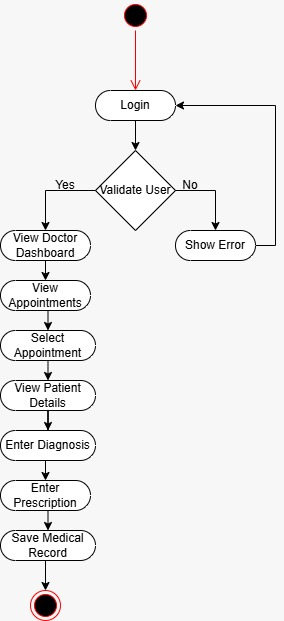 Login
Validate User
Yes
No
View Doctor
Dashboard
Show Error
View
Appointments
Select
Appointment
View Patient
Details
Enter Diagnosis
Enter
Prescription
Save Medical
Record